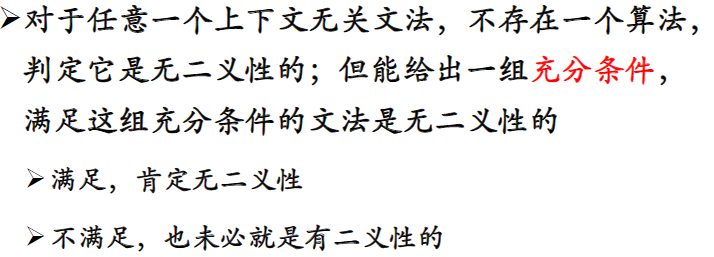 ➢对于任意一个上下文无关文法，不存在一个算法，
判定它是无二义性的；但能给出一组充分条件，
满足这组充分条件的文法是无二义性的
➢满足，肯定无二义性
➢不满足，也未必就是有二义性的